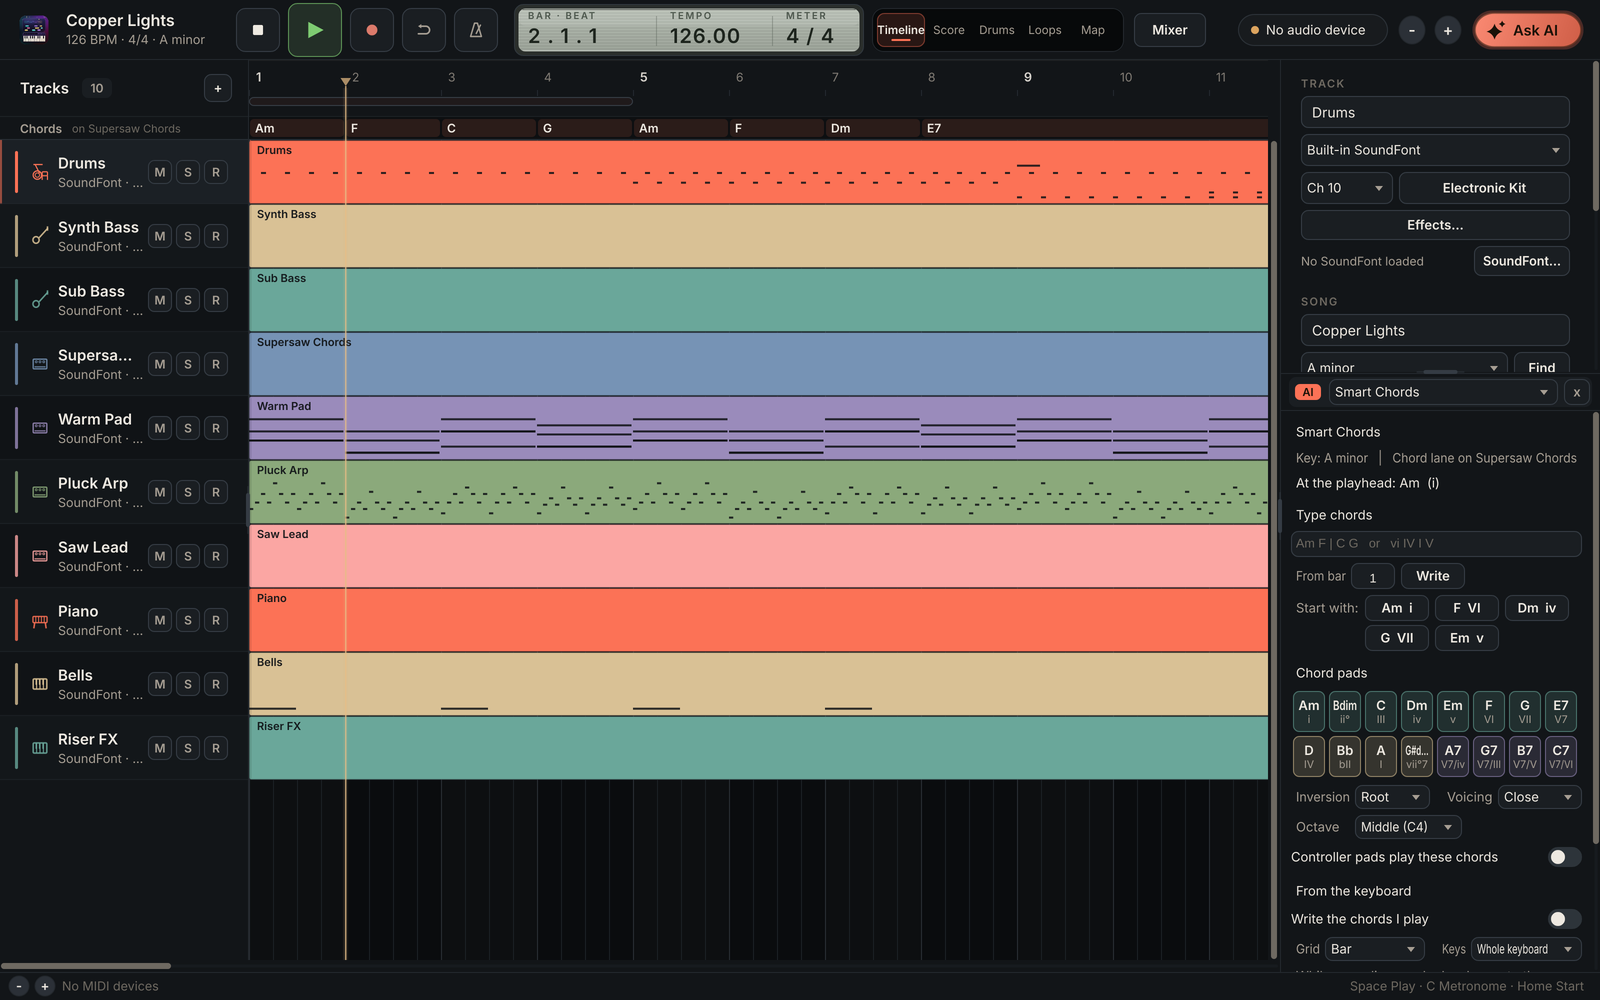 Copper Lights
126 BPM · 4/4 · A minor
BAR · BEAT
2 . 1 . 1
TEMPO
126.00
METER
4 / 4
Timeline
Score
Drums
Loops
Map
Mixer
No audio device
-
+
Ask AI
Tracks
10
+
1
2
3
4
5
6
7
8
9
10
11
Chords on Supersaw Chords
Am
F
C
G
Am
F
Dm
E7
Drums
SoundFont · ...
M
S
R
Drums
Synth Bass
SoundFont · ...
M
S
R
Synth Bass
Sub Bass
SoundFont · ...
M
S
R
Sub Bass
Supersa...
SoundFont · ...
M
S
R
Supersaw Chords
Warm Pad
SoundFont · ...
M
S
R
Warm Pad
Pluck Arp
SoundFont · ...
M
S
R
Pluck Arp
Saw Lead
SoundFont · ...
M
S
R
Saw Lead
Piano
SoundFont · ...
M
S
R
Piano
Bells
SoundFont · ...
M
S
R
Bells
Riser FX
SoundFont · ...
M
S
R
Riser FX
TRACK
Drums
Built-in SoundFont
Ch 10
Electronic Kit
Effects...
No SoundFont loaded
SoundFont...
SONG
Copper Lights
A minor
Find
AI
Smart Chords
x
Smart Chords
Key: A minor | Chord lane on Supersaw Chords
At the playhead: Am (i)
Type chords
Am F | C G or vi IV I V
From bar
1
Write
Start with:
Am i
F VI
Dm iv
G VII
Em v
Chord pads
Am i
Bdim ii°
C III
Dm iv
Em v
F VI
G VII
E7 V7
D IV
Bb bII
A I
G#d... vii°7
A7 V7/iv
G7 V7/III
B7 V7/V
C7 V7/VI
Inversion
Root
Voicing
Close
Octave
Middle (C4)
Controller pads play these chords
From the keyboard
Write the chords I play
Grid
Bar
Keys
Whole keyboard
-
+
No MIDI devices
Space Play · C Metronome · Home Start